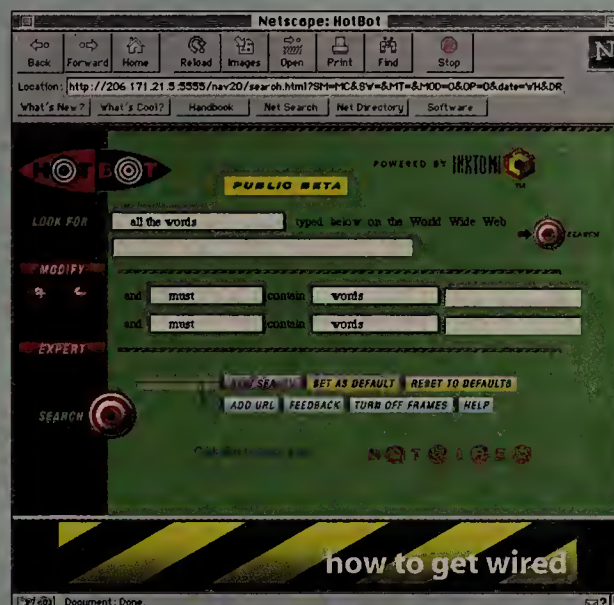 Netscape: HotBot
Back Forward Home Reload Images Open Print Find Stop
N
Location: http://206.171.21.5:5555/nav20/search.html?SM=MC&SW=&MT=&MOD=0&OP=0&date=WH&DR
What's New? What's Cool? Handbook Net Search Net Directory Software
HOTBOT
POWERED BY INKTOMI
TM
PUBLIC BETA
LOOK FOR all the words typed below on the World Wide Web
SEARCH
MODIFY
and must contain words
and must contain words
EXPERT
SET AS DEFAULT RESET TO DEFAULTS
SEARCH
ADD URL FEEDBACK TURN OFF FRAMES HELP
HOTWIRED
how to get wired
Document: Done.